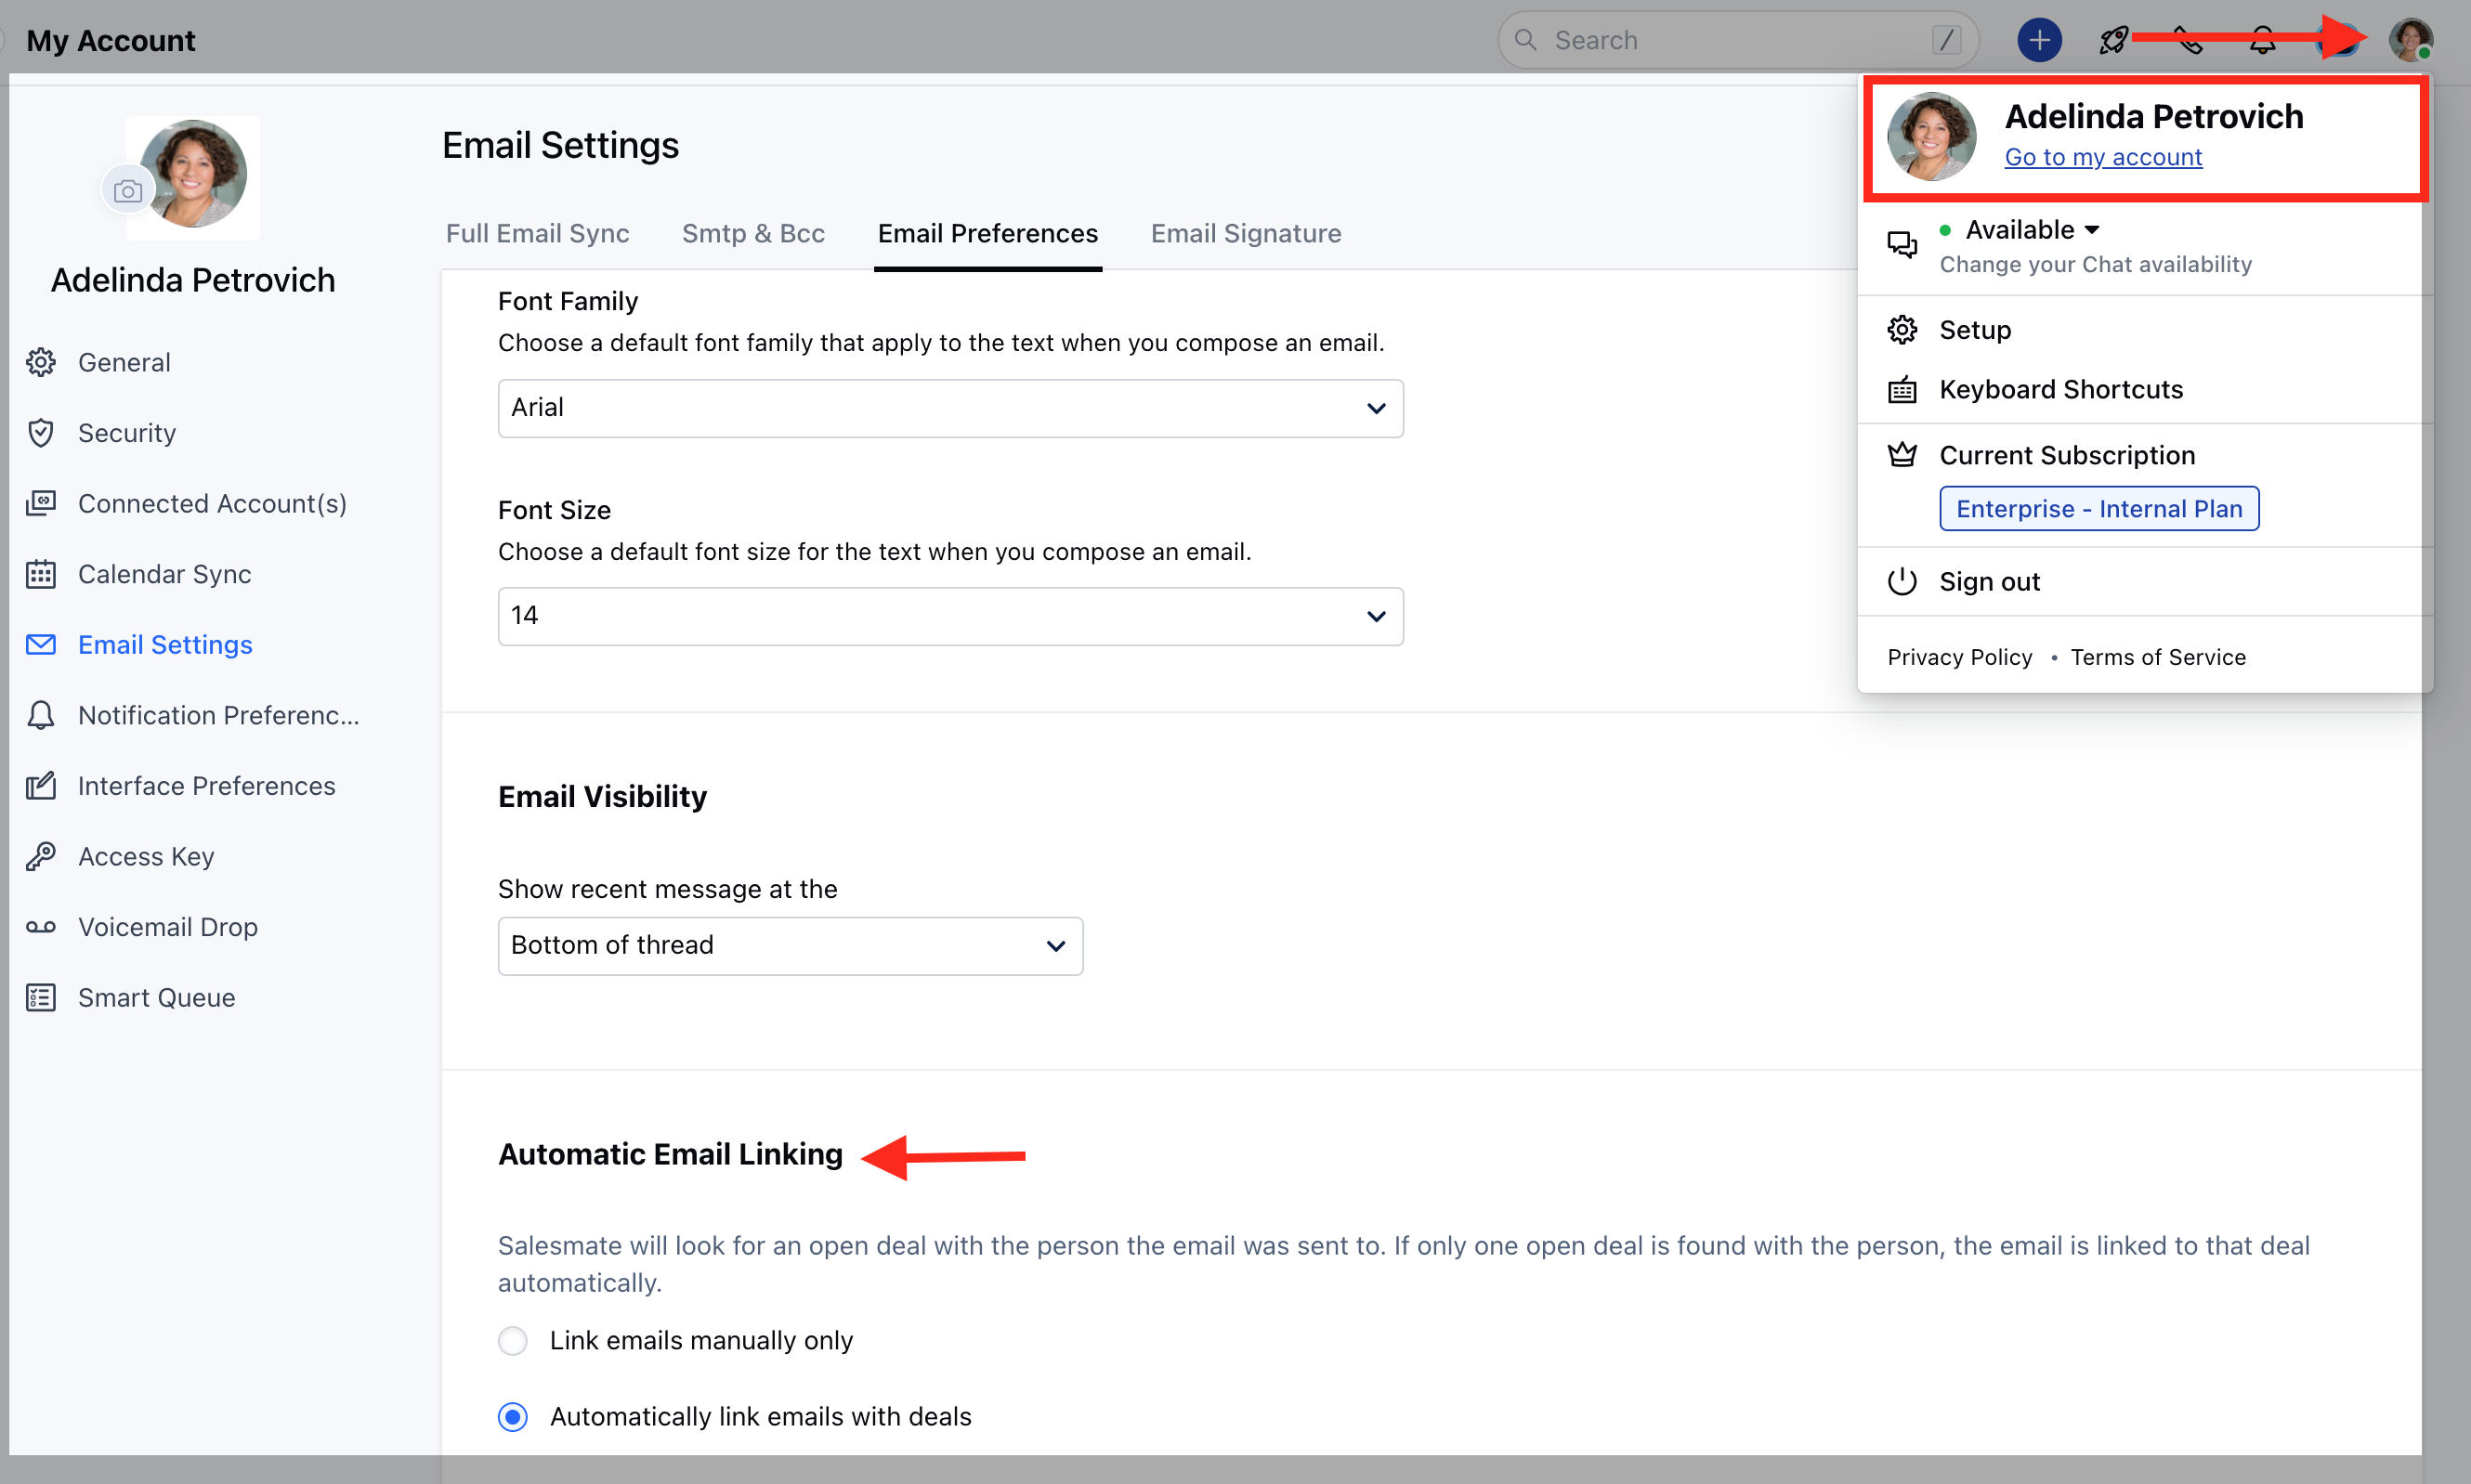 My Account
Search
/
Adelinda Petrovich
General
Security
Connected Account(s)
Calendar Sync
Email Settings
Notification Preferenc...
Interface Preferences
Access Key
Voicemail Drop
Smart Queue
Email Settings
Full Email Sync
Smtp & Bcc
Email Preferences
Email Signature
Font Family
Choose a default font family that apply to the text when you compose an email.
Arial
Font Size
Choose a default font size for the text when you compose an email.
14
Email Visibility
Show recent message at the
Bottom of thread
Automatic Email Linking
Salesmate will look for an open deal with the person the email was sent to. If only one open deal is found with the person, the email is linked to that deal
automatically.
Link emails manually only
Automatically link emails with deals
Adelinda Petrovich
Go to my account
Available
Change your Chat availability
Setup
Keyboard Shortcuts
Current Subscription
Enterprise - Internal Plan
Sign out
Privacy Policy • Terms of Service